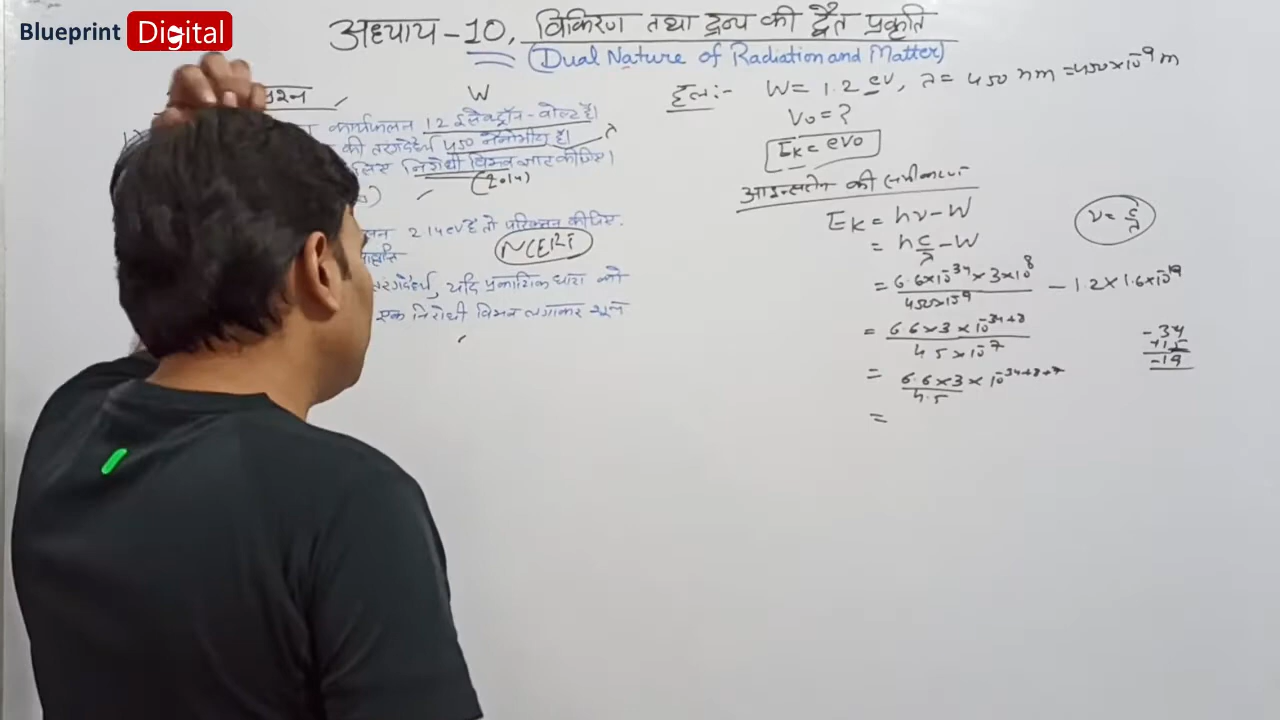 Blueprint Digital
अध्याय-10, विकिरण तथा द्रव्य की द्वैत प्रकृति
(Dual Nature of Radiation and Matter)
प्रश्न
W
कार्यफलन 1.2 इलेक्ट्रॉन-वोल्ट है।
की तरंगदैर्ध्य 450 नैनोमीटर है। λ
लिए निरोधी विभव ज्ञात कीजिए।
(2014)
2.14 eV है तो परिकलन कीजिए
NCERT
तरंगदैर्ध्य, यदि प्रकाशिक धारा को
एक निरोधी विभव लगाकर शून्य
हल:- W = 1.2 ev, λ = 450 nm = 450×10⁻⁹ m
V₀ = ?
Eκ = eV₀
आइन्सटीन की समीकरण
Eκ = hν - W
ν = c/λ
= h c/λ - W
= 6.6×10⁻³⁴ × 3×10⁸ / 450×10⁻⁹ - 1.2×1.6×10⁻¹⁹
= 6.6×3×10⁻³⁴⁺⁸ / 45×10⁻⁷
= 6.6×3/4.5 × 10⁻³⁴⁺⁸⁺⁷
=
-34
+15
-19